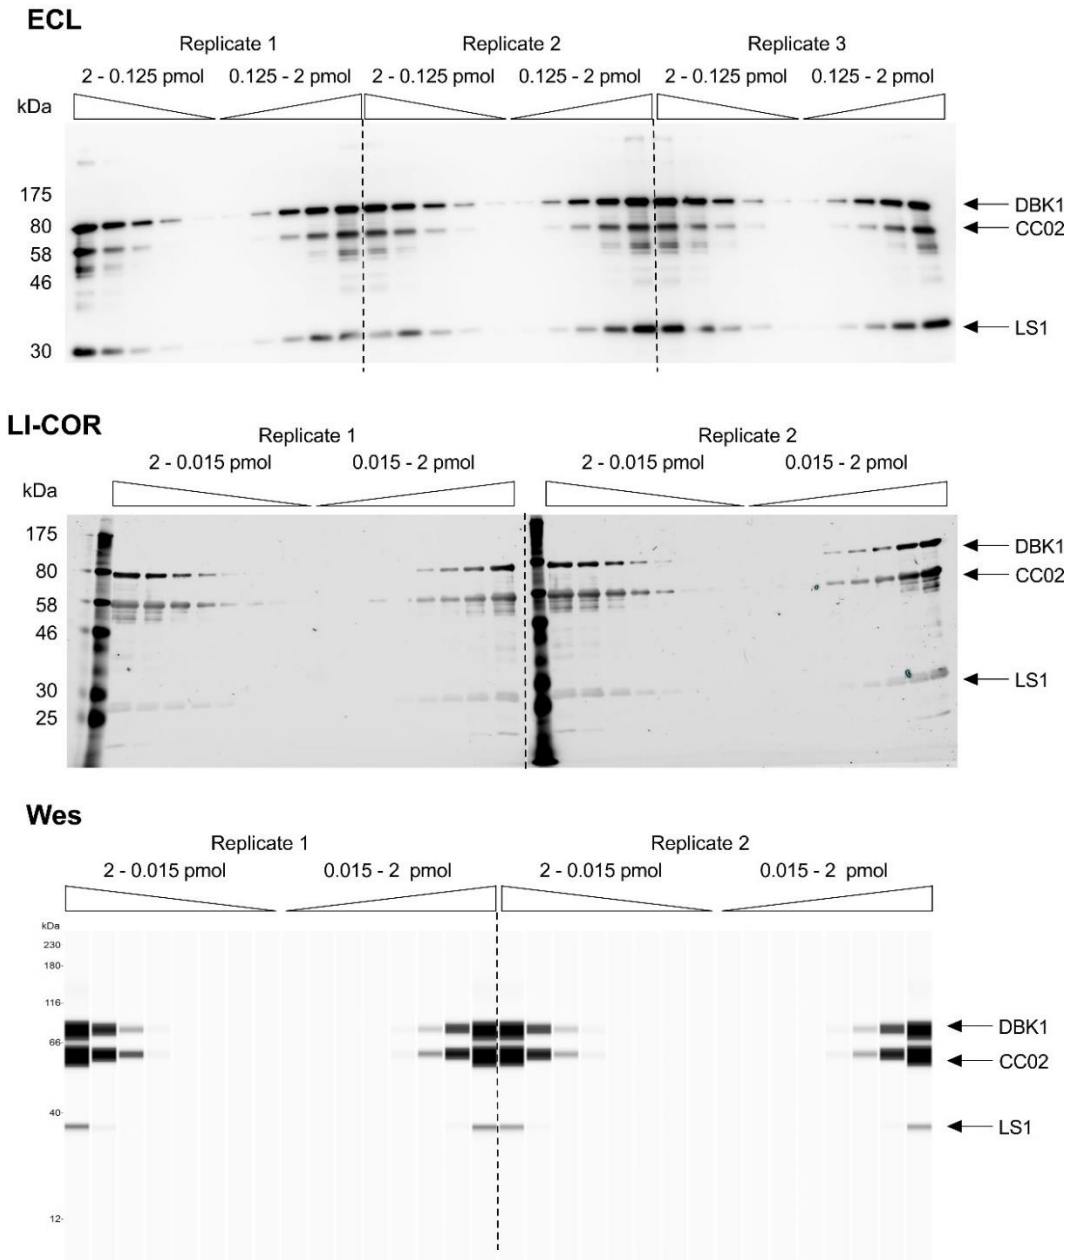 ECL
Replicate 1 Replicate 2 Replicate 3
2 - 0.125 pmol 0.125 - 2 pmol 2 - 0.125 pmol 0.125 - 2 pmol 2 - 0.125 pmol 0.125 - 2 pmol
kDa
175
DBK1
80
CC02
58
46
LS1
30
LI-COR
Replicate 1 Replicate 2
2 - 0.015 pmol 0.015 - 2 pmol 2 - 0.015 pmol 0.015 - 2 pmol
kDa
175
DBK1
80
CC02
58
46
LS1
30
25
Wes
Replicate 1 Replicate 2
2 - 0.015 pmol 0.015 - 2 pmol 2 - 0.015 pmol 0.015 - 2 pmol
kDa
230
180
116
DBK1
66
CC02
40
LS1
12